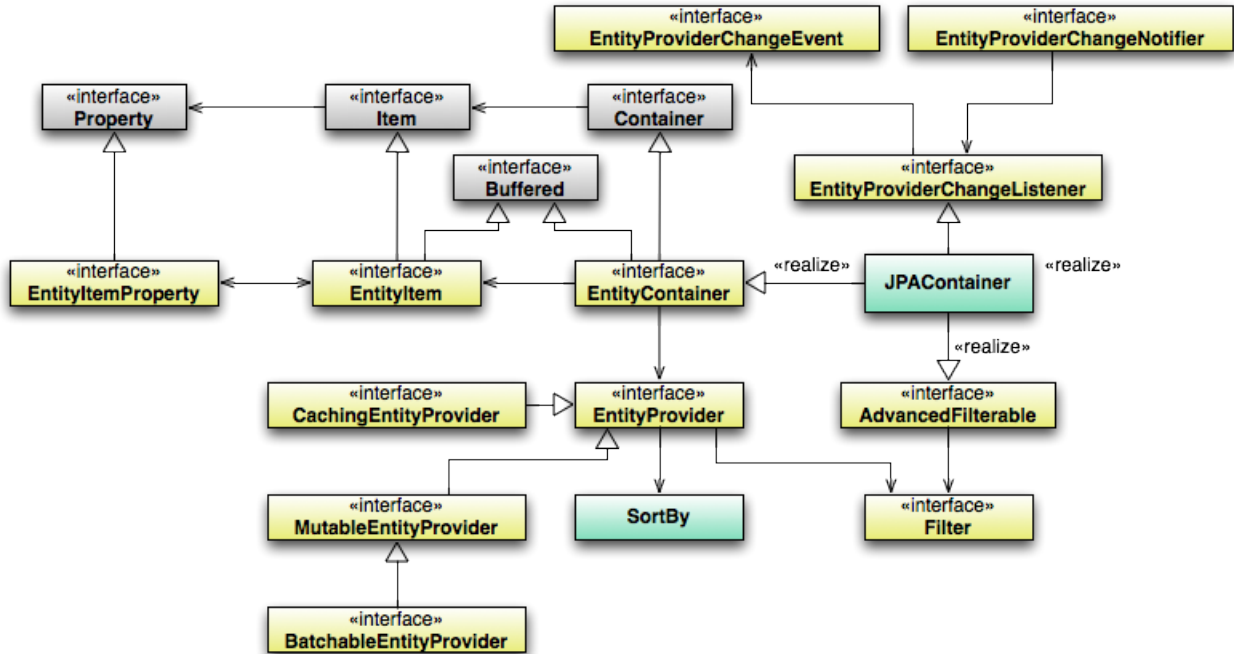 «interface»
EntityProviderChangeEvent
«interface»
EntityProviderChangeNotifier
«interface»
Property
«interface»
Item
«interface»
Container
«interface»
Buffered
«interface»
EntityProviderChangeListener
«interface»
EntityItemProperty
«interface»
EntityItem
«interface»
EntityContainer
«realize»
JPAContainer
«realize»
«realize»
«interface»
CachingEntityProvider
«interface»
EntityProvider
«interface»
AdvancedFilterable
«interface»
MutableEntityProvider
SortBy
«interface»
Filter
«interface»
BatchableEntityProvider